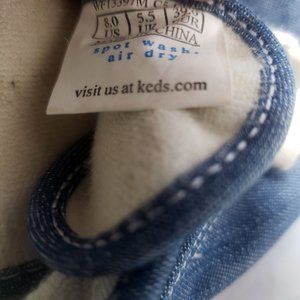 8.0 5.5
US UK·CHINA
spot wash·
air dry
visit us at keds.com